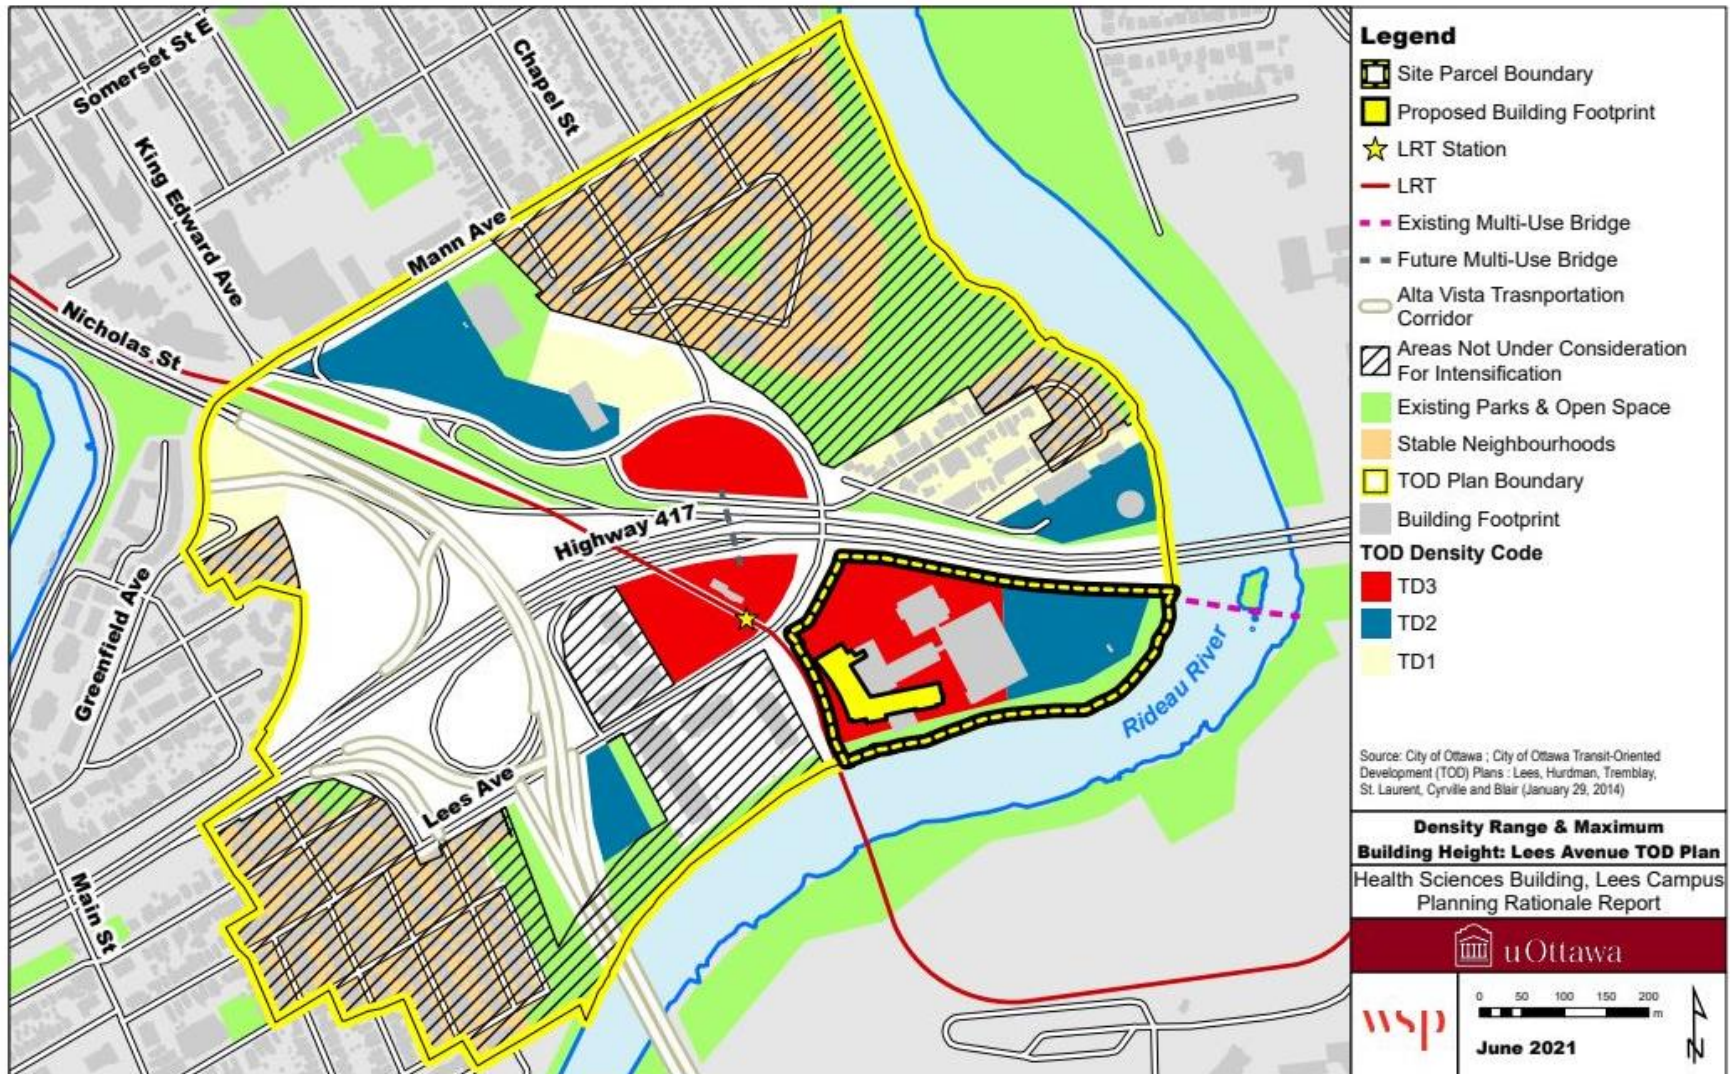 Somerset St E
Chapel St
King Edward Ave
Mann Ave
Nicholas St
Highway 417
Greenfield Ave
Rideau River
Lees Ave
Main St
Legend
Site Parcel Boundary
Proposed Building Footprint
LRT Station
LRT
Existing Multi-Use Bridge
Future Multi-Use Bridge
Alta Vista Trasnportation
Corridor
Areas Not Under Consideration
For Intensification
Existing Parks & Open Space
Stable Neighbourhoods
TOD Plan Boundary
Building Footprint
TOD Density Code
TD3
TD2
TD1
Source: City of Ottawa ; City of Ottawa Transit-Oriented
Development (TOD) Plans : Lees, Hurdman, Tremblay,
St. Laurent, Cyrville and Blair (January 29, 2014)
Density Range & Maximum
Building Height: Lees Avenue TOD Plan
Health Sciences Building, Lees Campus
Planning Rationale Report
uOttawa
wsp
0 50 100 150 200
m
June 2021
N